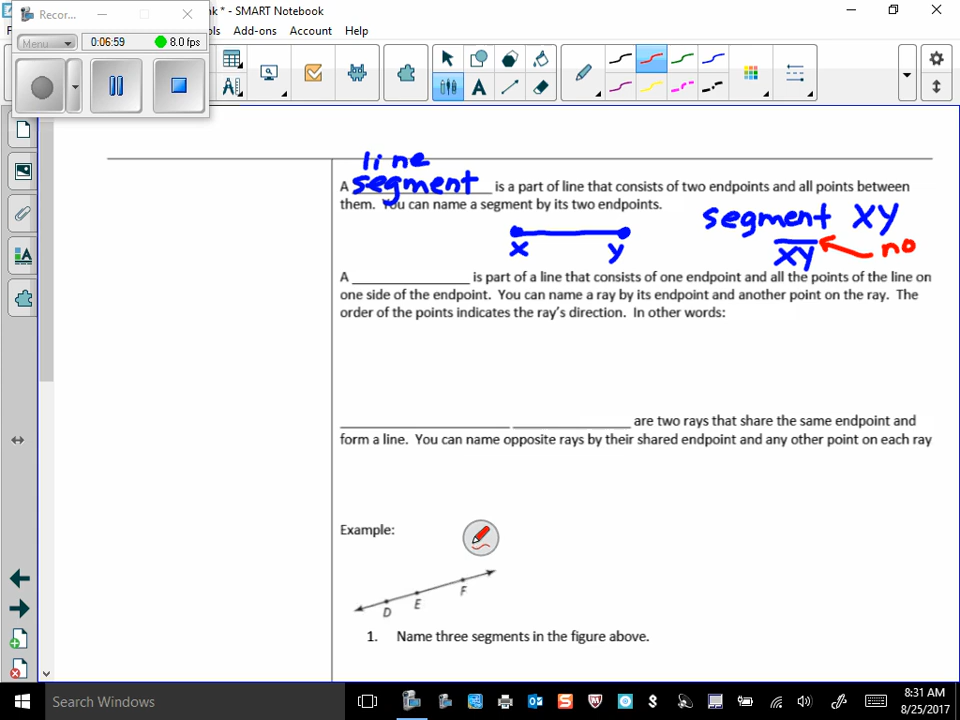 Recor...
nk * - SMART Notebook
Menu
0:06:59
8.0 fps
ols Add-ons Account Help
line
A segment is a part of line that consists of two endpoints and all points between
them. You can name a segment by its two endpoints.
segment XY
X Y
XY no
A ________________ is part of a line that consists of one endpoint and all the points of the line on
one side of the endpoint. You can name a ray by its endpoint and another point on the ray. The
order of the points indicates the ray's direction. In other words:
_______________________ ________________ are two rays that share the same endpoint and
form a line. You can name opposite rays by their shared endpoint and any other point on each ray
Example:
D E F
1. Name three segments in the figure above.
Search Windows
8:31 AM
8/25/2017